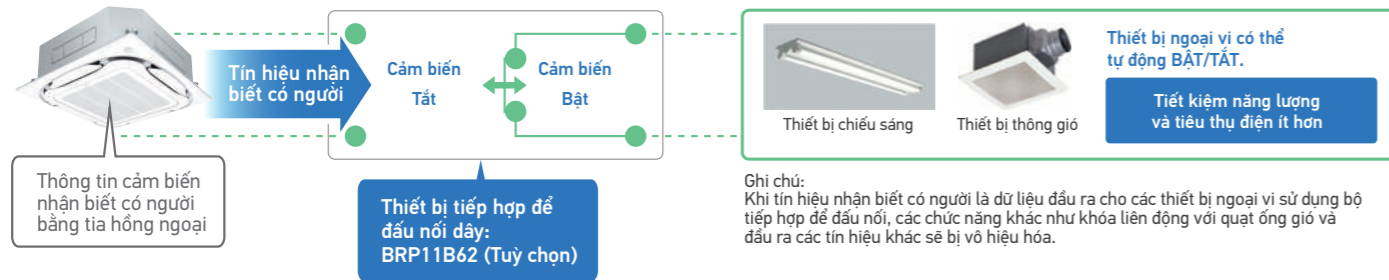 Tín hiệu nhận
biết có người
Thông tin cảm biến
nhận biết có người
bằng tia hồng ngoại
Cảm biến
Tắt
Cảm biến
Bật
Thiết bị tiếp hợp để
đấu nối dây:
BRP11B62 (Tuỳ chọn)
Thiết bị chiếu sáng
Thiết bị thông gió
Thiết bị ngoại vi có thể
tự động BẬT/TẮT.
Tiết kiệm năng lượng
và tiêu thụ điện ít hơn
Ghi chú:
Khi tín hiệu nhận biết có người là dữ liệu đầu ra cho các thiết bị ngoại vi sử dụng bộ
tiếp hợp để đấu nối, các chức năng khác như khóa liên động với quạt ống gió và
đầu ra các tín hiệu khác sẽ bị vô hiệu hóa.